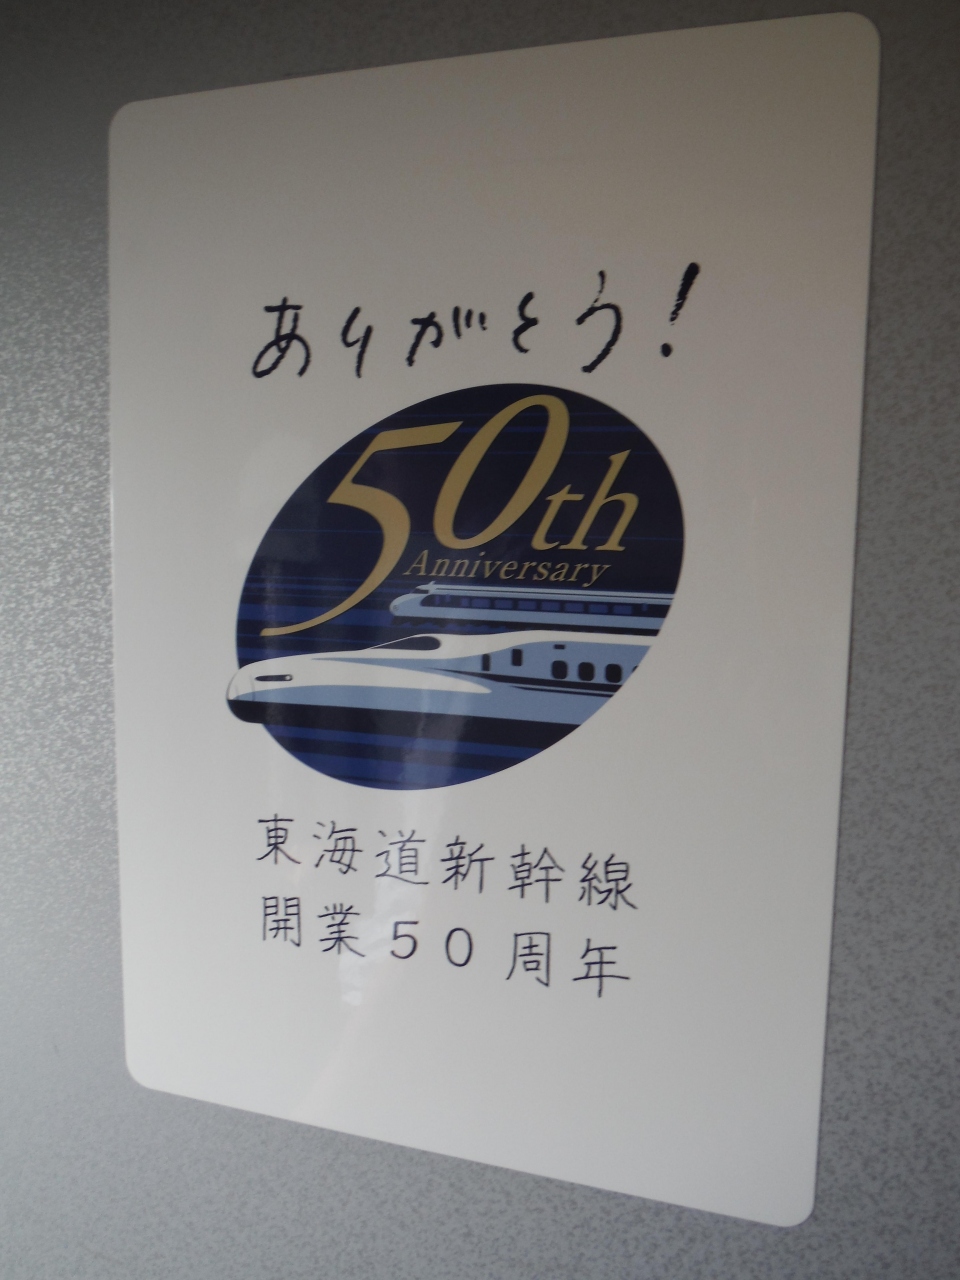 ありがとう!
50th
Anniversary
東海道新幹線
開業50周年